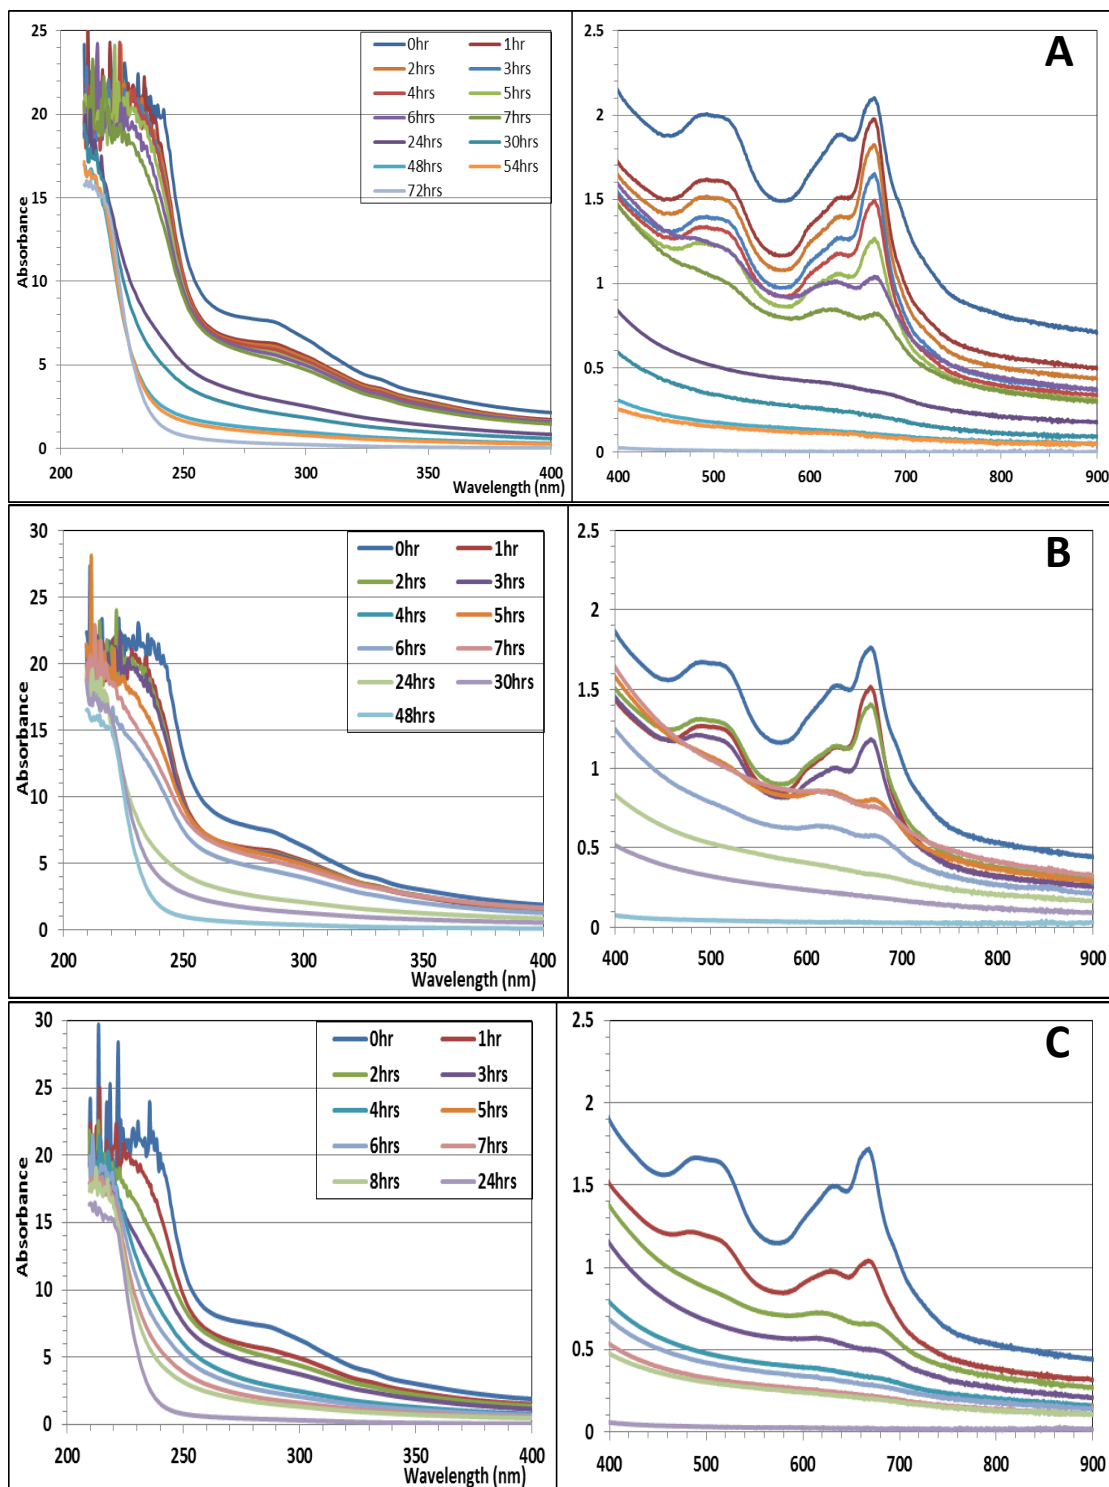 25
20
15
10
5
0
Absorbance
200
250
300
350
400
Wavelength (nm)
0hr 1hr
2hrs 3hrs
4hrs 5hrs
6hrs 7hrs
24hrs 30hrs
48hrs 54hrs
72hrs
A
2.5
2
1.5
1
0.5
0
400 500 600 700 800 900
30
25
20
15
10
5
0
Absorbance
200 250 300 350 400
Wavelength (nm)
0hr 1hr
2hrs 3hrs
4hrs 5hrs
6hrs 7hrs
24hrs 30hrs
48hrs
B
2.5
2
1.5
1
0.5
0
400 500 600 700 800 900
30
25
20
15
10
5
0
Absorbance
200 250 300 350 400
Wavelength (nm)
0hr 1hr
2hrs 3hrs
4hrs 5hrs
6hrs 7hrs
8hrs 24hrs
C
2.5
2
1.5
1
0.5
0
400 500 600 700 800 900